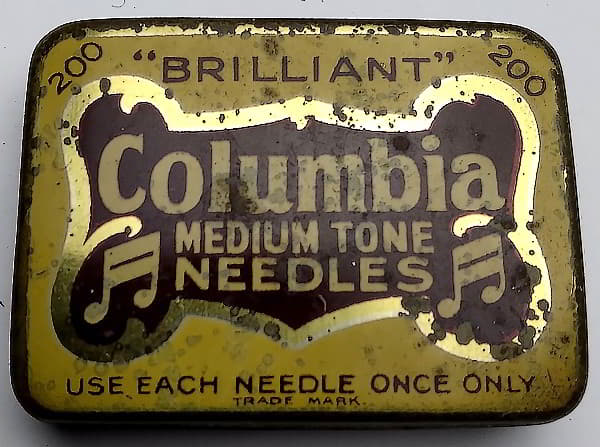 200 "BRILLIANT" 200
Columbia
MEDIUM TONE
NEEDLES
USE EACH NEEDLE ONCE ONLY
TRADE MARK